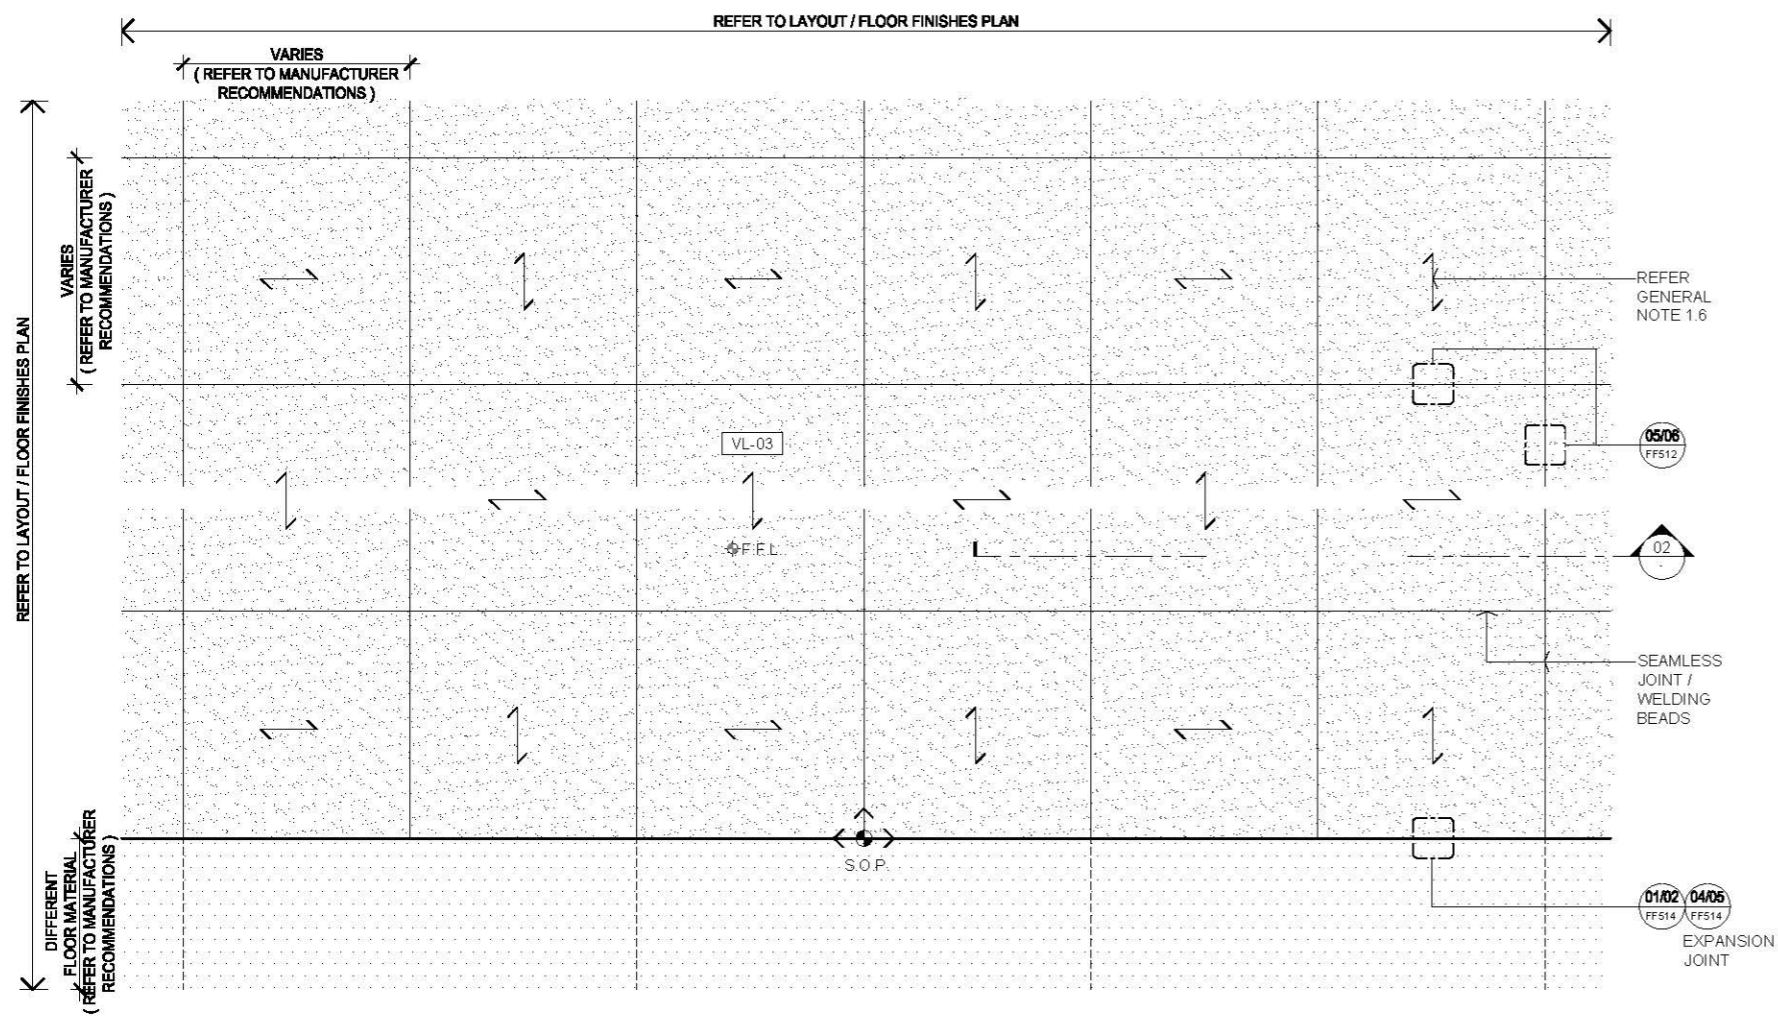 REFER TO LAYOUT / FLOOR FINISHES PLAN
VARIES
( REFER TO MANUFACTURER
RECOMMENDATIONS )
REFER TO LAYOUT / FLOOR FINISHES PLAN
VARIES
( REFER TO MANUFACTURER
RECOMMENDATIONS )
REFER
GENERAL
NOTE 1.6
VL-03
05/06
FF512
F.F.L
02
-
SEAMLESS
JOINT /
WELDING
BEADS
S.O.P.
DIFFERENT
FLOOR MATERIAL
( REFER TO MANUFACTURER
RECOMMENDATIONS )
01/02
FF514
04/05
FF514
EXPANSION
JOINT